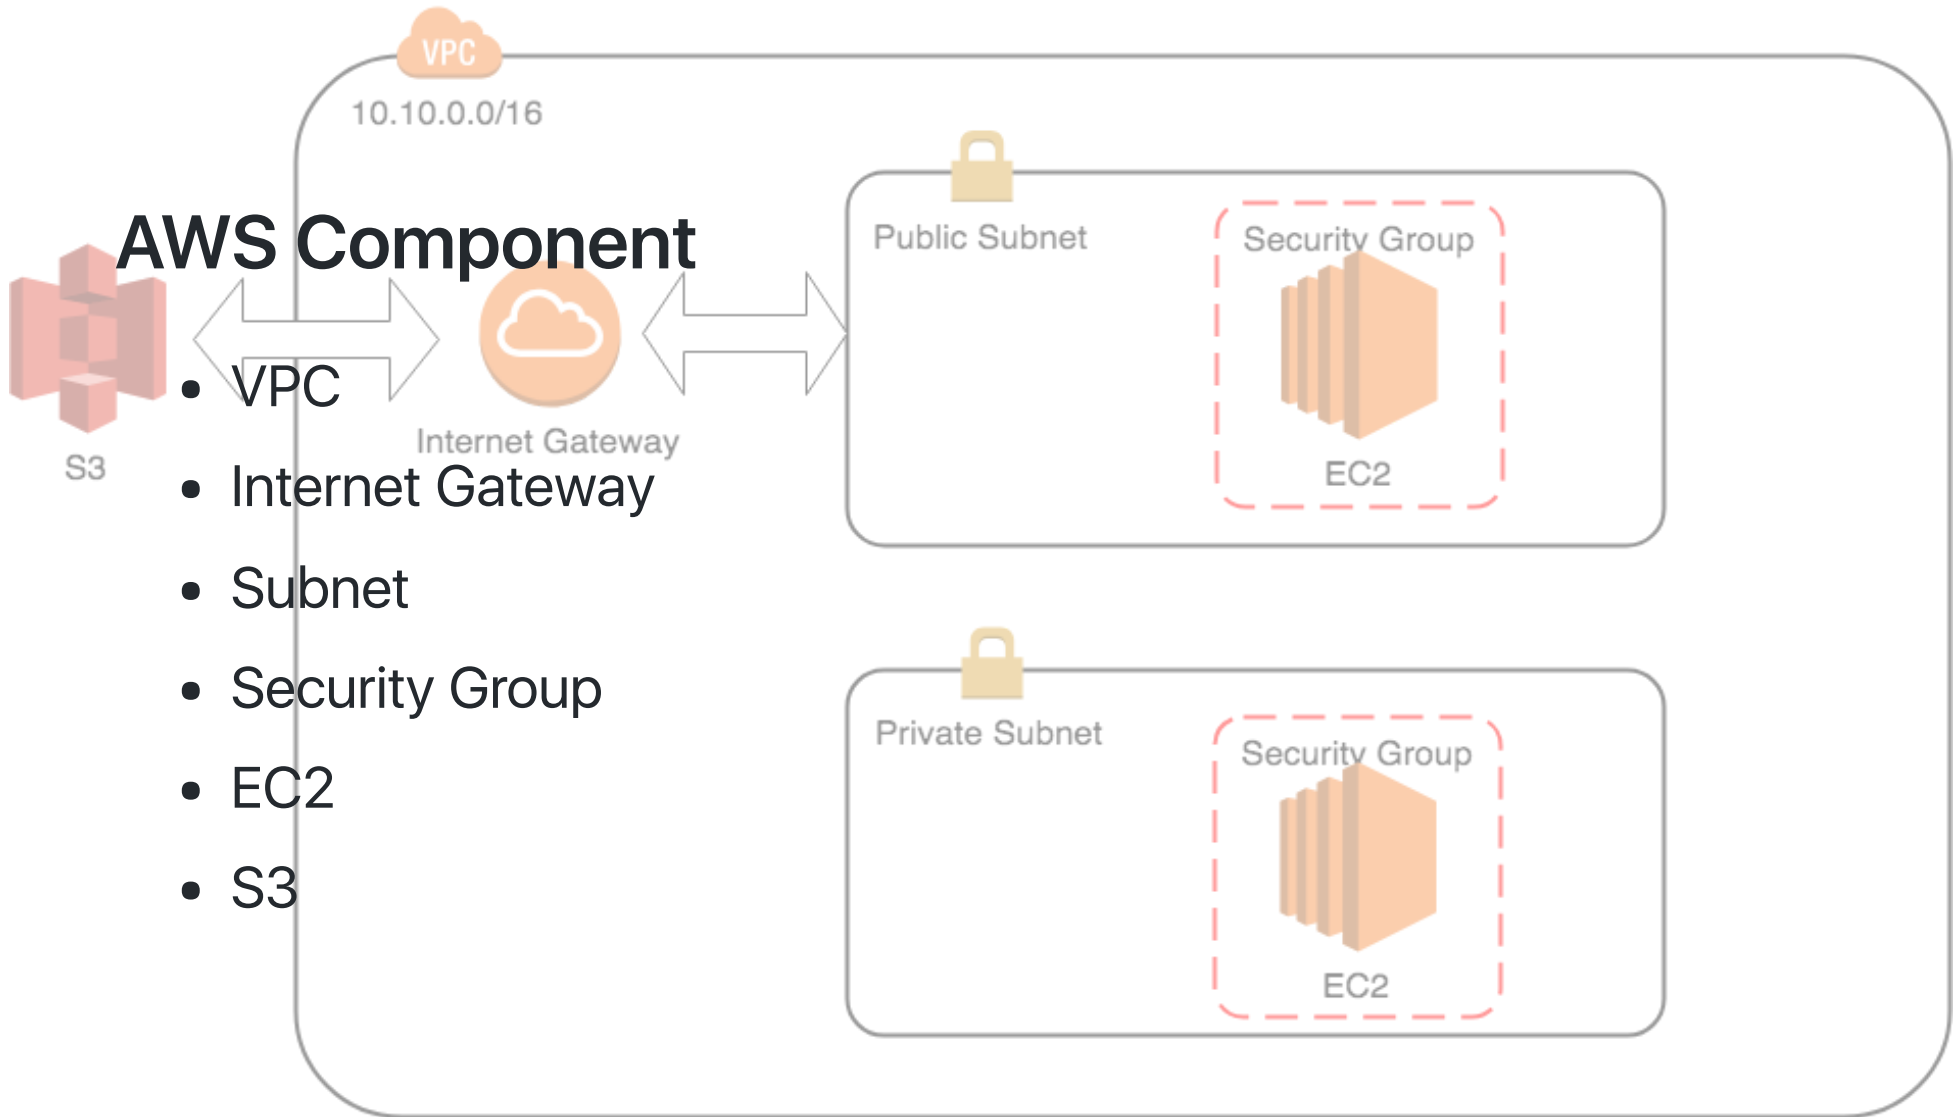 VPC
10.10.0.0/16
AWS Component
Public Subnet
Security Group
S3
Internet Gateway
EC2
• VPC
• Internet Gateway
• Subnet
• Security Group
• EC2
• S3
Private Subnet
Security Group
EC2